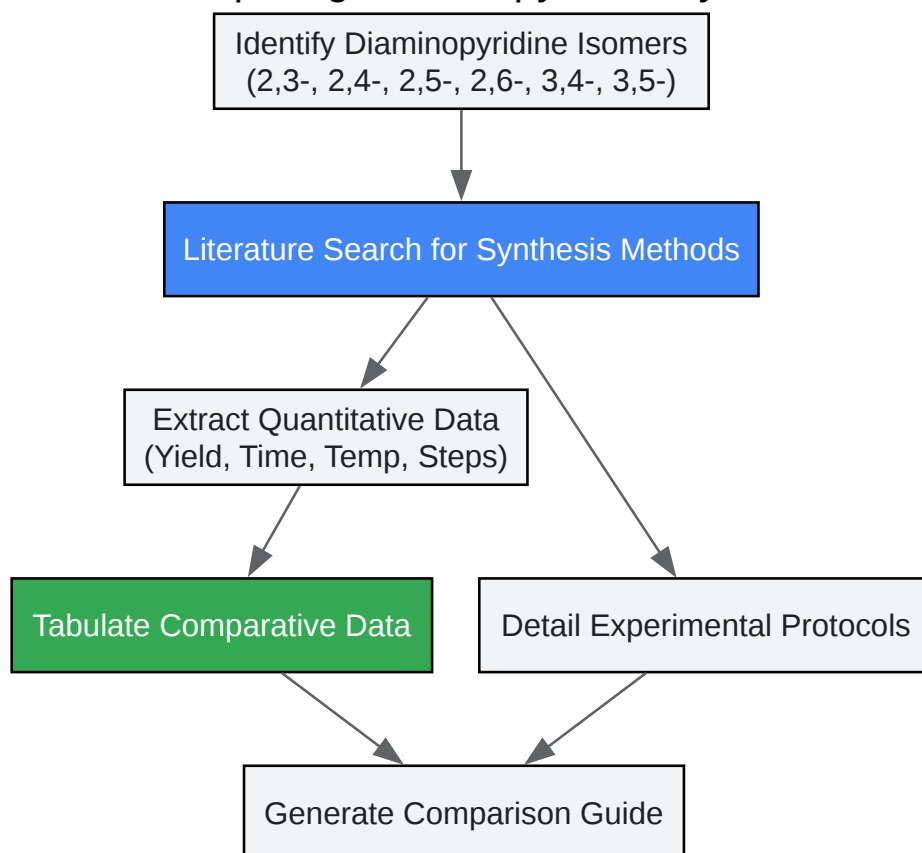 Identify Diaminopyridine Isomers
(2,3-, 2,4-, 2,5-, 2,6-, 3,4-, 3,5-)
Literature Search for Synthesis Methods
Extract Quantitative Data
(Yield, Time, Temp, Steps)
Tabulate Comparative Data
Detail Experimental Protocols
Generate Comparison Guide